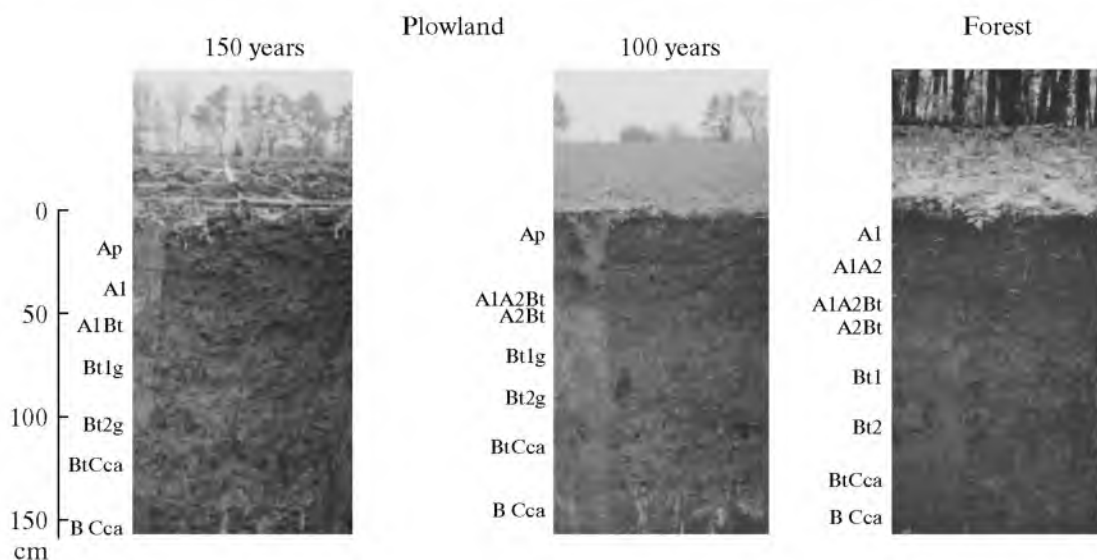 Plowland
Forest
150 years
100 years
0
50
100
150
cm
Ap
A1
A1Bt
Bt1g
Bt2g
BtCca
B Cca
Ap
A1A2Bt
A2Bt
Bt1g
Bt2g
BtCca
B Cca
A1
A1A2
A1A2Bt
A2Bt
Bt1
Bt2
BtCca
B Cca